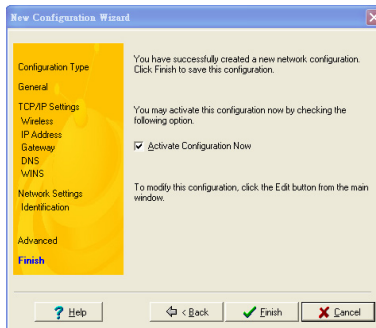 New Configuration Wizard
Configuration Type
General
TCP/IP Settings
Wireless
IP Address
Gateway
DNS
WINS
Network Settings
Identification
Advanced
Finish
You have successfully created a new network configuration.
Click Finish to save this configuration.
You may activate this configuration now by checking the
following option.
Activate Configuration Now
To modify this configuration, click the Edit button from the main
window.
? Help
< Back
Finish
Cancel